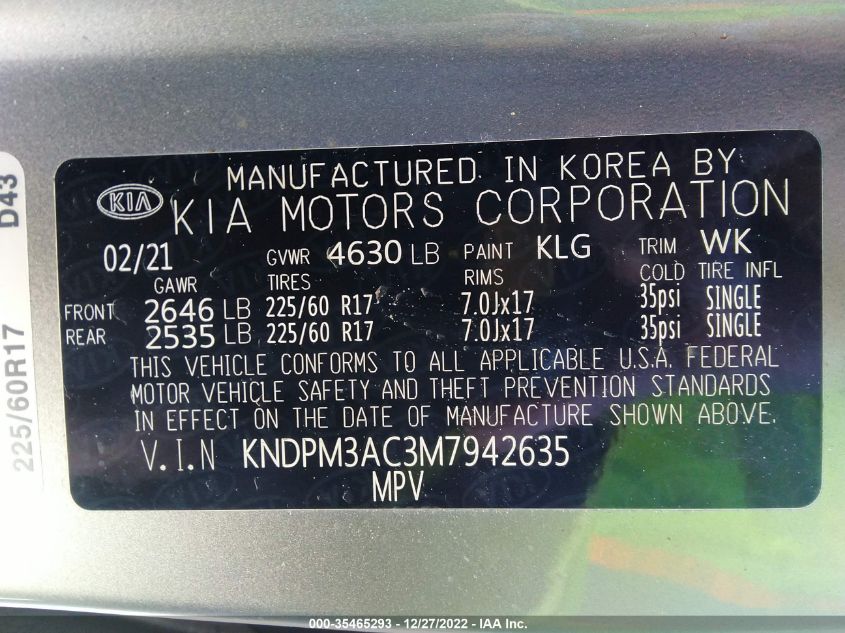 MANUFACTURED IN KOREA BY
KIA KIA MOTORS CORPORATION
02/21 GVWR 4630 LB PAINT KLG TRIM WK
GAWR TIRES RIMS COLD TIRE INFL
FRONT 2646 LB 225/60 R17 7.0Jx17 35psi SINGLE
REAR 2535 LB 225/60 R17 7.0Jx17 35psi SINGLE
THIS VEHICLE CONFORMS TO ALL APPLICABLE U.S.A. FEDERAL
MOTOR VEHICLE SAFETY AND THEFT PREVENTION STANDARDS
IN EFFECT ON THE DATE OF MANUFACTURE SHOWN ABOVE.
V.I.N KNDPM3AC3M7942635
MPV
225/60R17 D43
000-35465293 - 12/27/2022 - IAA Inc.